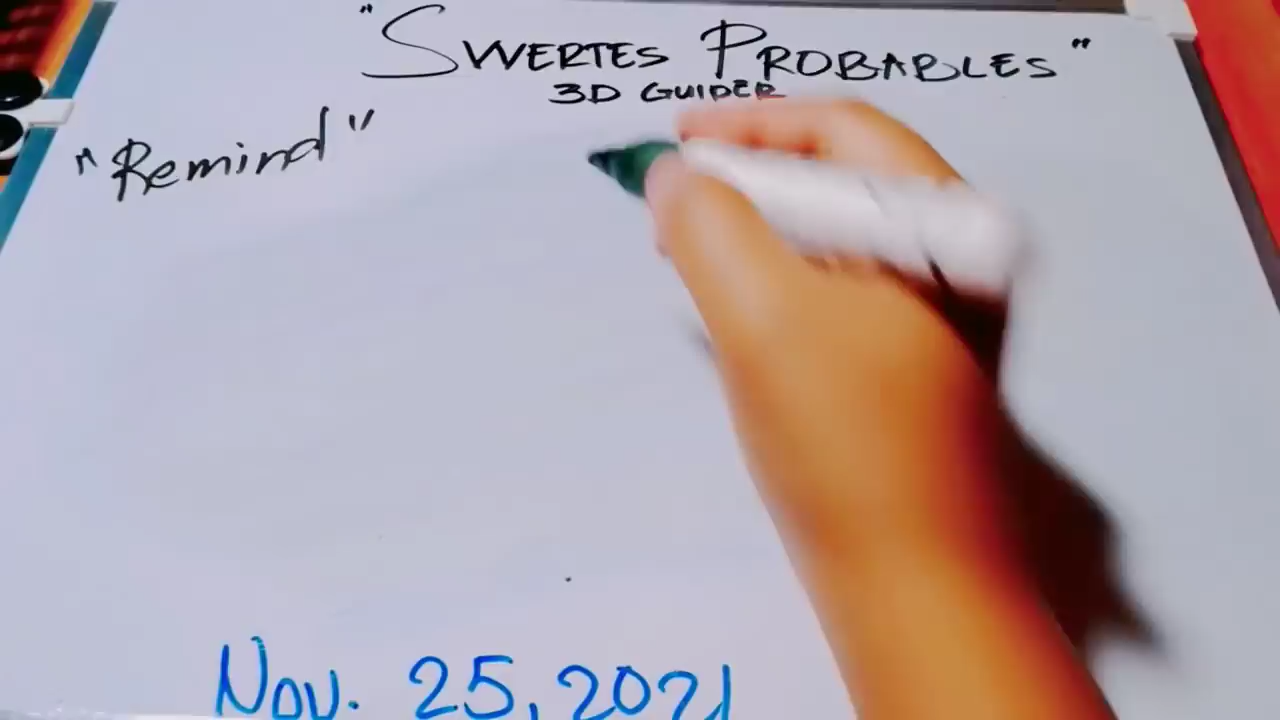 "SWERTES PROBABLES"
3D GUIDER
"Remind"
Nov. 25, 2021